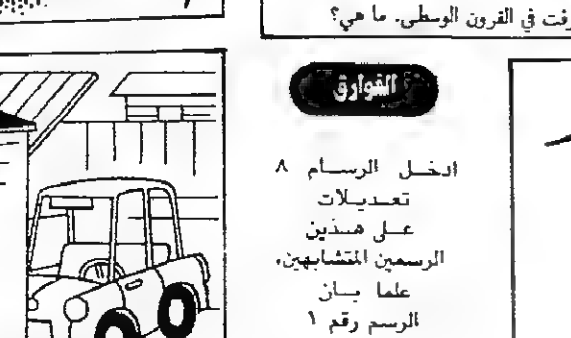 رفت في القرون الوسطى. ما هي؟
الفوارق
ادخل الرسام ٨
تعديلات
على هذين
الرسمين المتشابهين،
علما بان
الرسم رقم ١